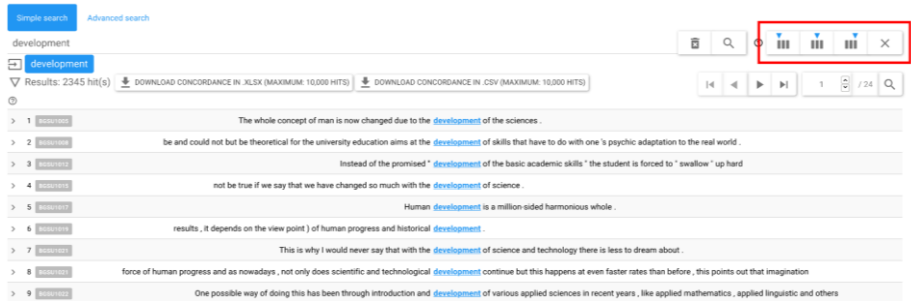 Simple search Advanced search
development
development
Results: 2345 hit(s) DOWNLOAD CONCORDANCE IN .XLSX (MAXIMUM: 10,000 HITS) DOWNLOAD CONCORDANCE IN .CSV (MAXIMUM: 10,000 HITS) 1 / 24
> 1 BGSU1005 The whole concept of man is now changed due to the development of the sciences .
> 2 BGSU1008 be and could not but be theoretical for the university education aims at the development of skills that have to do with one 's psychic adaptation to the real world .
> 3 BGSU1012 Instead of the promised " development of the basic academic skills " the student is forced to " swallow " up hard
> 4 BGSU1015 not be true if we say that we have changed so much with the development of science .
> 5 BGSU1017 Human development is a million-sided harmonious whole .
> 6 BGSU1019 results , it depends on the view point ) of human progress and historical development .
> 7 BGSU1021 This is why I would never say that with the development of science and technology there is less to dream about .
> 8 BGSU1021 force of human progress and as nowadays , not only does scientific and technological development continue but this happens at even faster rates than before , this points out that imagination
> 9 BGSU1022 One possible way of doing this has been through introduction and development of various applied sciences in recent years , like applied mathematics , applied linguistic and others